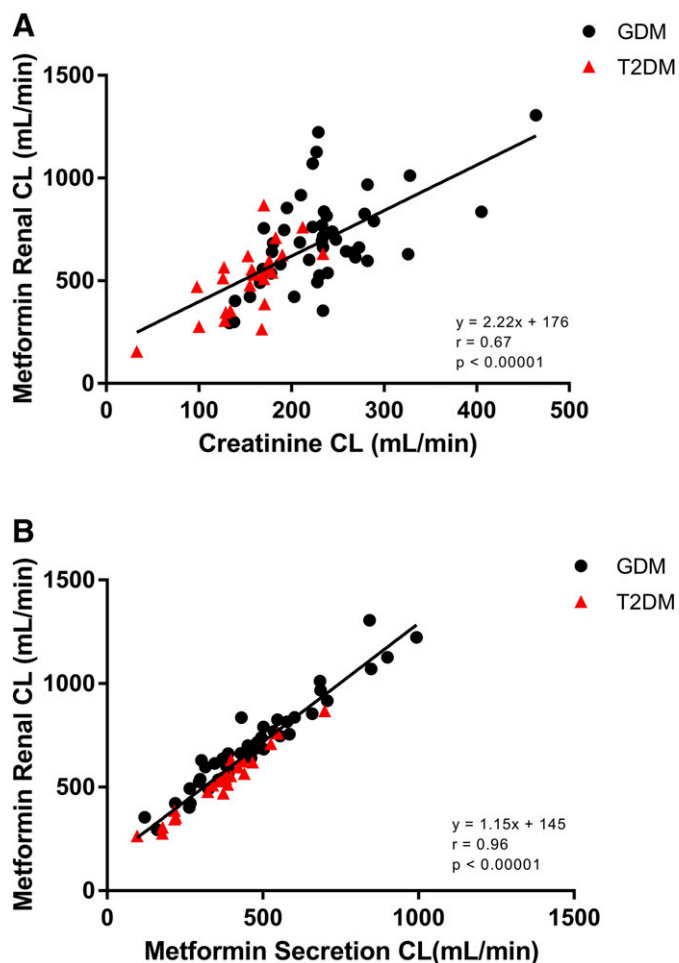 A
GDM
T2DM
1500
1000
500
0
Metformin Renal CL (mL/min)
y = 2.22x + 176
r = 0.67
p < 0.00001
0 100 200 300 400 500
Creatinine CL (mL/min)
B
GDM
T2DM
1500
1000
500
0
Metformin Renal CL (mL/min)
y = 1.15x + 145
r = 0.96
p < 0.00001
0 500 1000 1500
Metformin Secretion CL(mL/min)